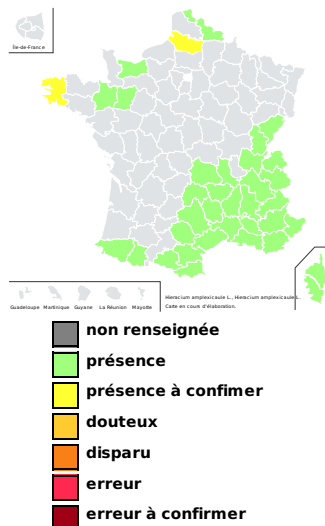 Île-de-France
Guadeloupe Martinique Guyane La Réunion Mayotte
Hieracium amplexicaule L., Hieracium amplexicaule L.
Carte en cours d'élaboration.
non renseignée
présence
présence à confimer
douteux
disparu
erreur
erreur à confirmer